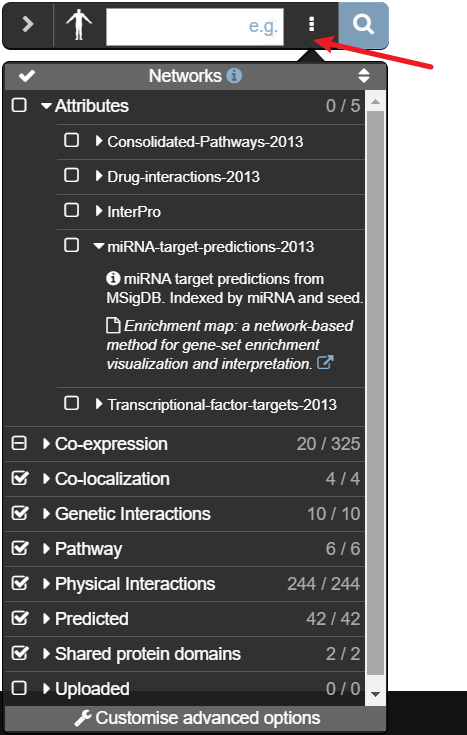 e.g.
Networks
Attributes 0 / 5
Consolidated-Pathways-2013
Drug-interactions-2013
InterPro
miRNA-target-predictions-2013
miRNA target predictions from
MSigDB. Indexed by miRNA and seed.
Enrichment map: a network-based
method for gene-set enrichment
visualization and interpretation.
Transcriptional-factor-targets-2013
Co-expression 20 / 325
Co-localization 4 / 4
Genetic Interactions 10 / 10
Pathway 6 / 6
Physical Interactions 244 / 244
Predicted 42 / 42
Shared protein domains 2 / 2
Uploaded 0 / 0
Customise advanced options